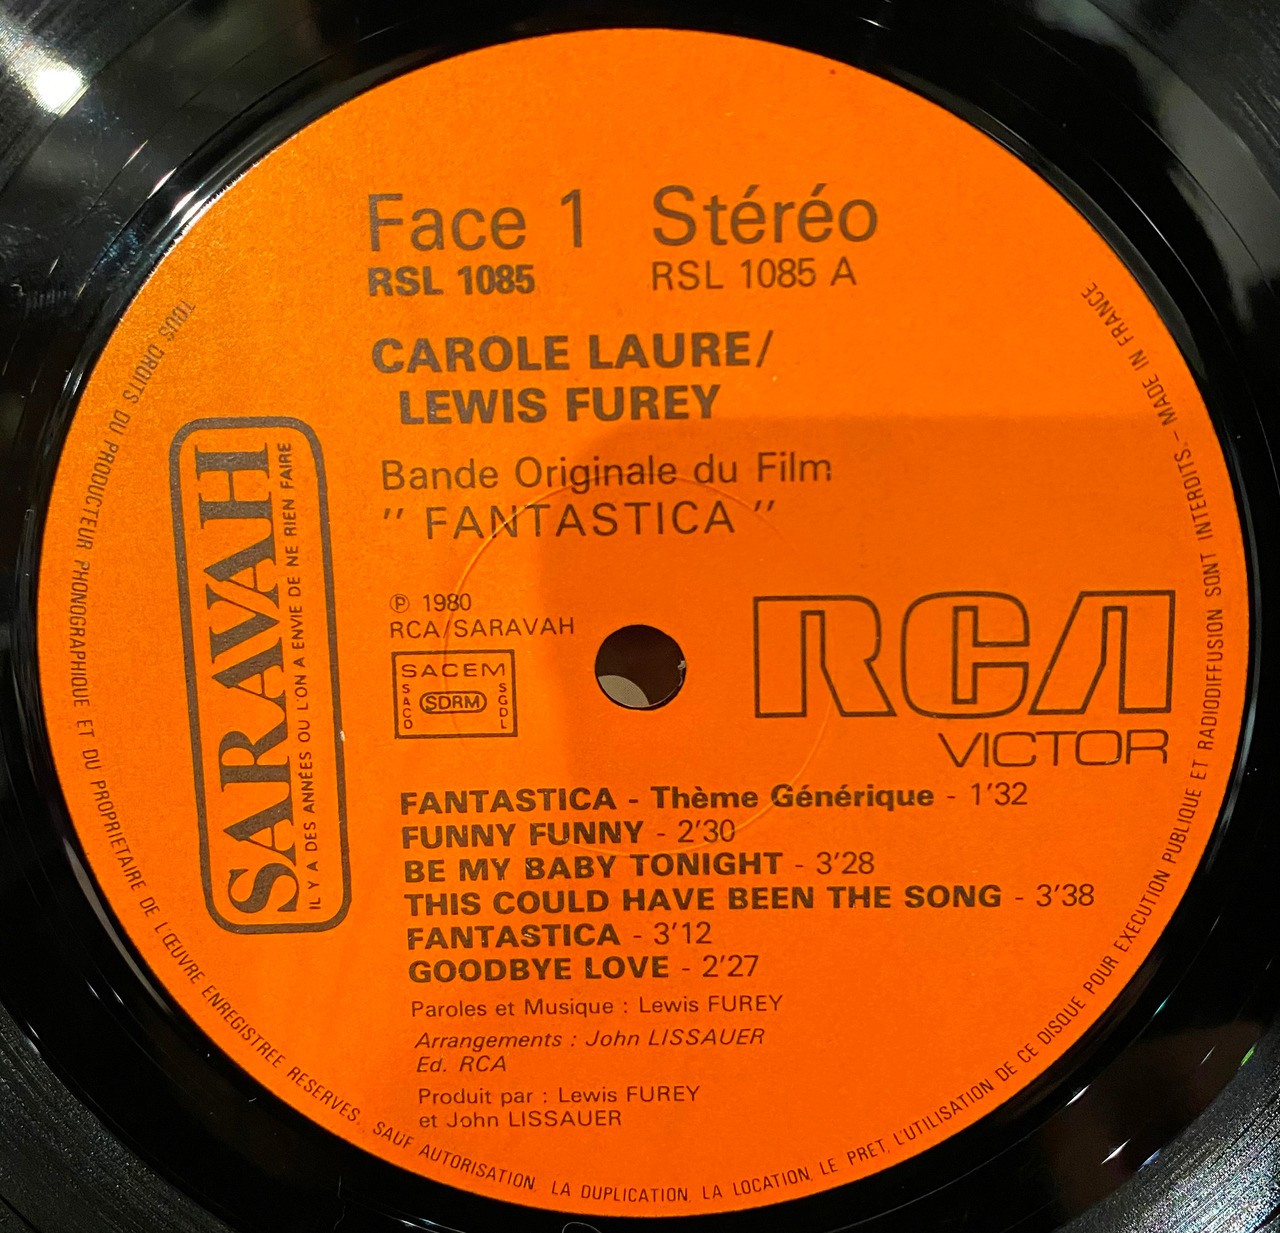 Face 1 Stéréo
RSL 1085 RSL 1085 A
CAROLE LAURE/
LEWIS FUREY
Bande Originale du Film
" FANTASTICA "
℗ 1980
RCA/SARAVAH
SACEM
SACD SDRM SGDL
SARAVAH
IL Y A DES ANNÉES OU L'ON A ENVIE DE NE RIEN FAIRE
RCA
VICTOR
FANTASTICA - Thème Générique - 1'32
FUNNY FUNNY - 2'30
BE MY BABY TONIGHT - 3'28
THIS COULD HAVE BEEN THE SONG - 3'38
FANTASTICA - 3'12
GOODBYE LOVE - 2'27
Paroles et Musique : Lewis FUREY
Arrangements : John LISSAUER
Ed. RCA
Produit par : Lewis FUREY
et John LISSAUER
TOUS DROITS DU PRODUCTEUR PHONOGRAPHIQUE ET DU PROPRIETAIRE DE L'ŒUVRE ENREGISTREE RESERVES. SAUF AUTORISATION, LA DUPLICATION, LA LOCATION, LE PRET, L'UTILISATION DE CE DISQUE POUR EXECUTION PUBLIQUE ET RADIODIFFUSION SONT INTERDITS. - MADE IN FRANCE